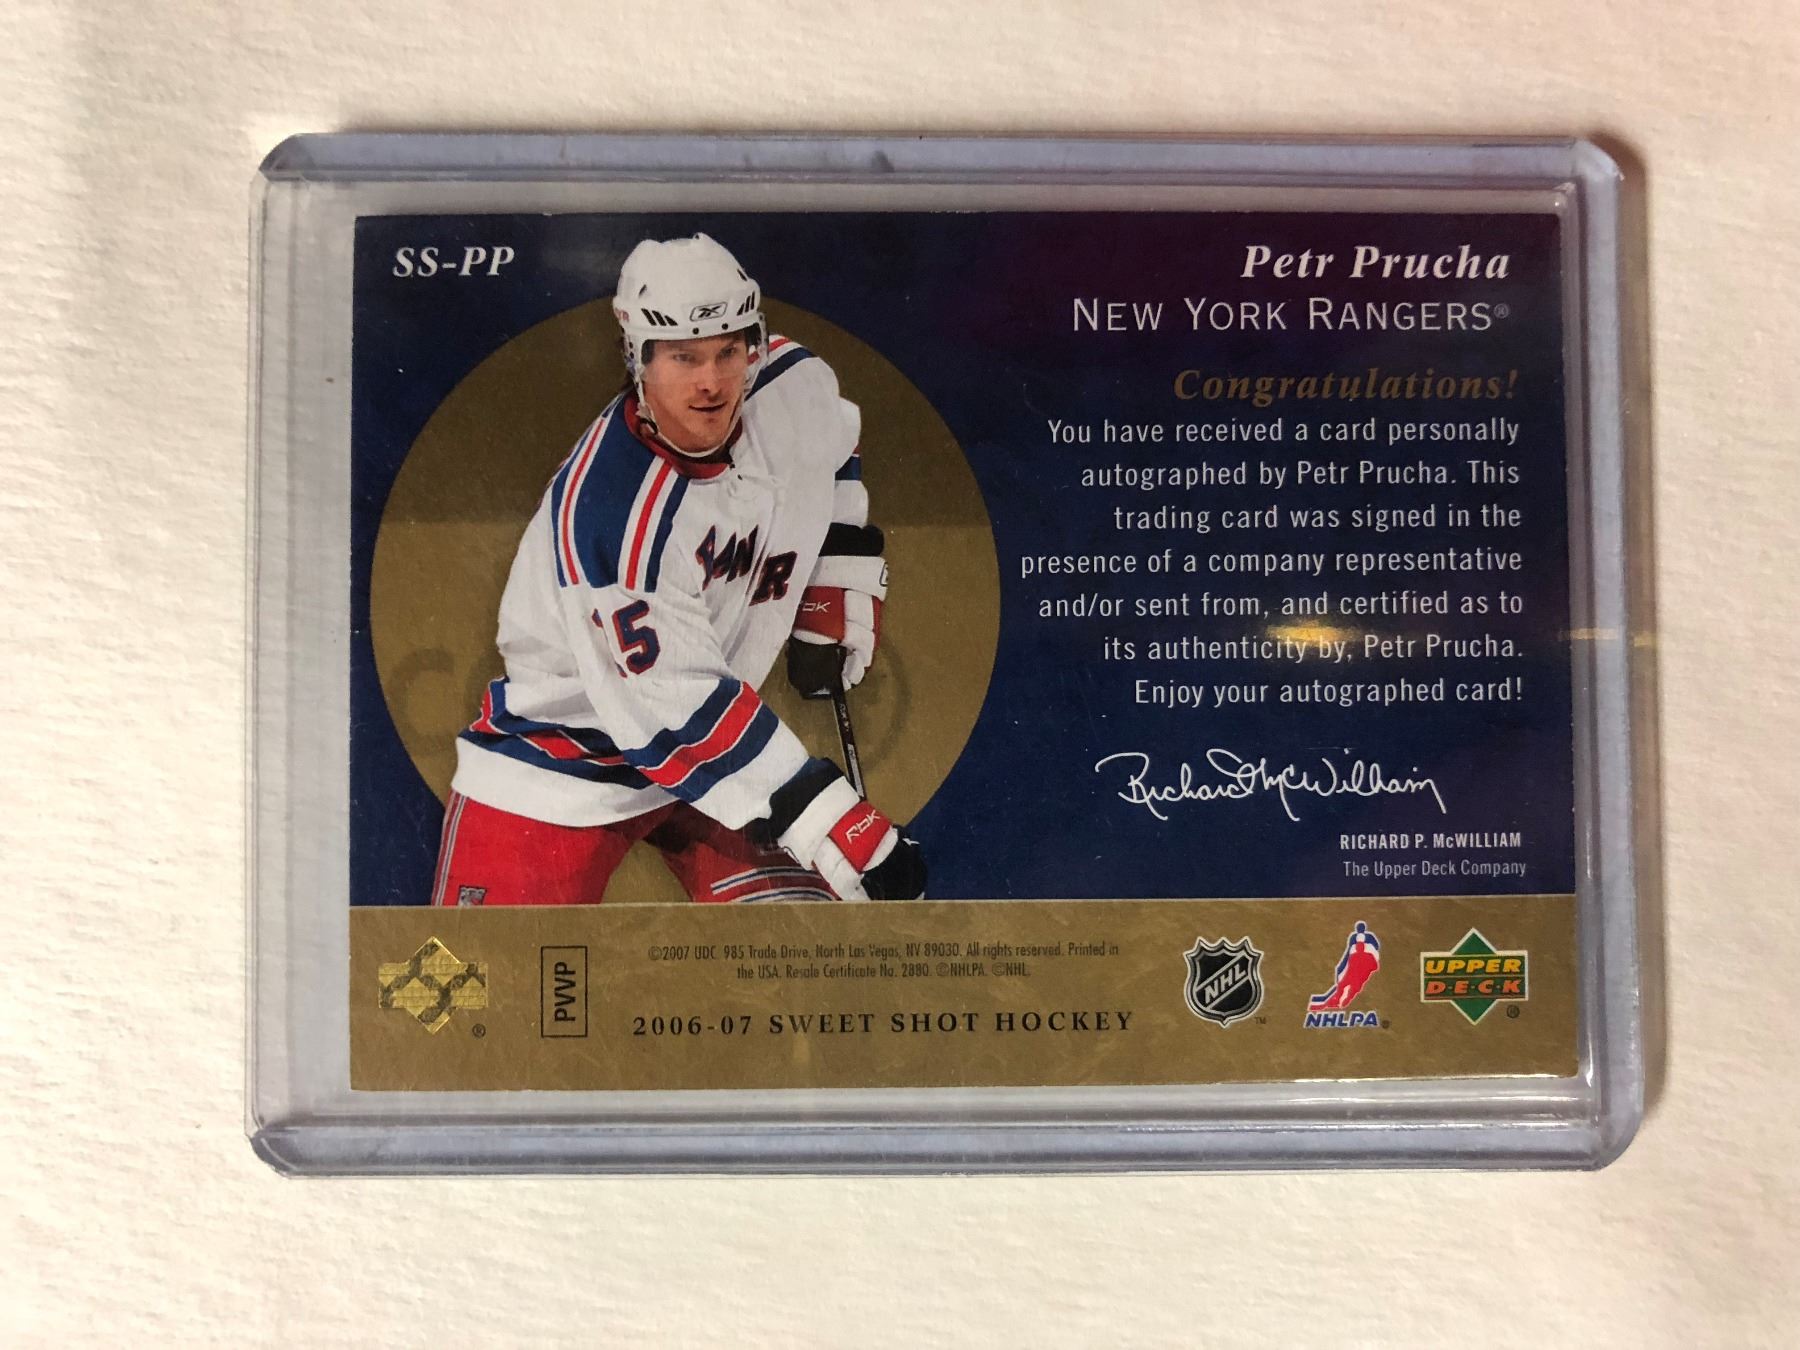 SS-PP
Petr Prucha
NEW YORK RANGERS®
Congratulations!
You have received a card personally
autographed by Petr Prucha. This
trading card was signed in the
presence of a company representative
and/or sent from, and certified as to
its authenticity by, Petr Prucha.
Enjoy your autographed card!
Richard McWilliam
RICHARD P. McWILLIAM
The Upper Deck Company
15
RBK
RBK
®
PVVP
©2007 UDC. 985 Trade Drive, North Las Vegas, NV 89030. All rights reserved. Printed in
the USA. Resale Certificate No. 2880. ©NHLPA. ©NHL.
2006-07 SWEET SHOT HOCKEY
NHL
TM
NHLPA®
UPPER
D·E·C·K
®